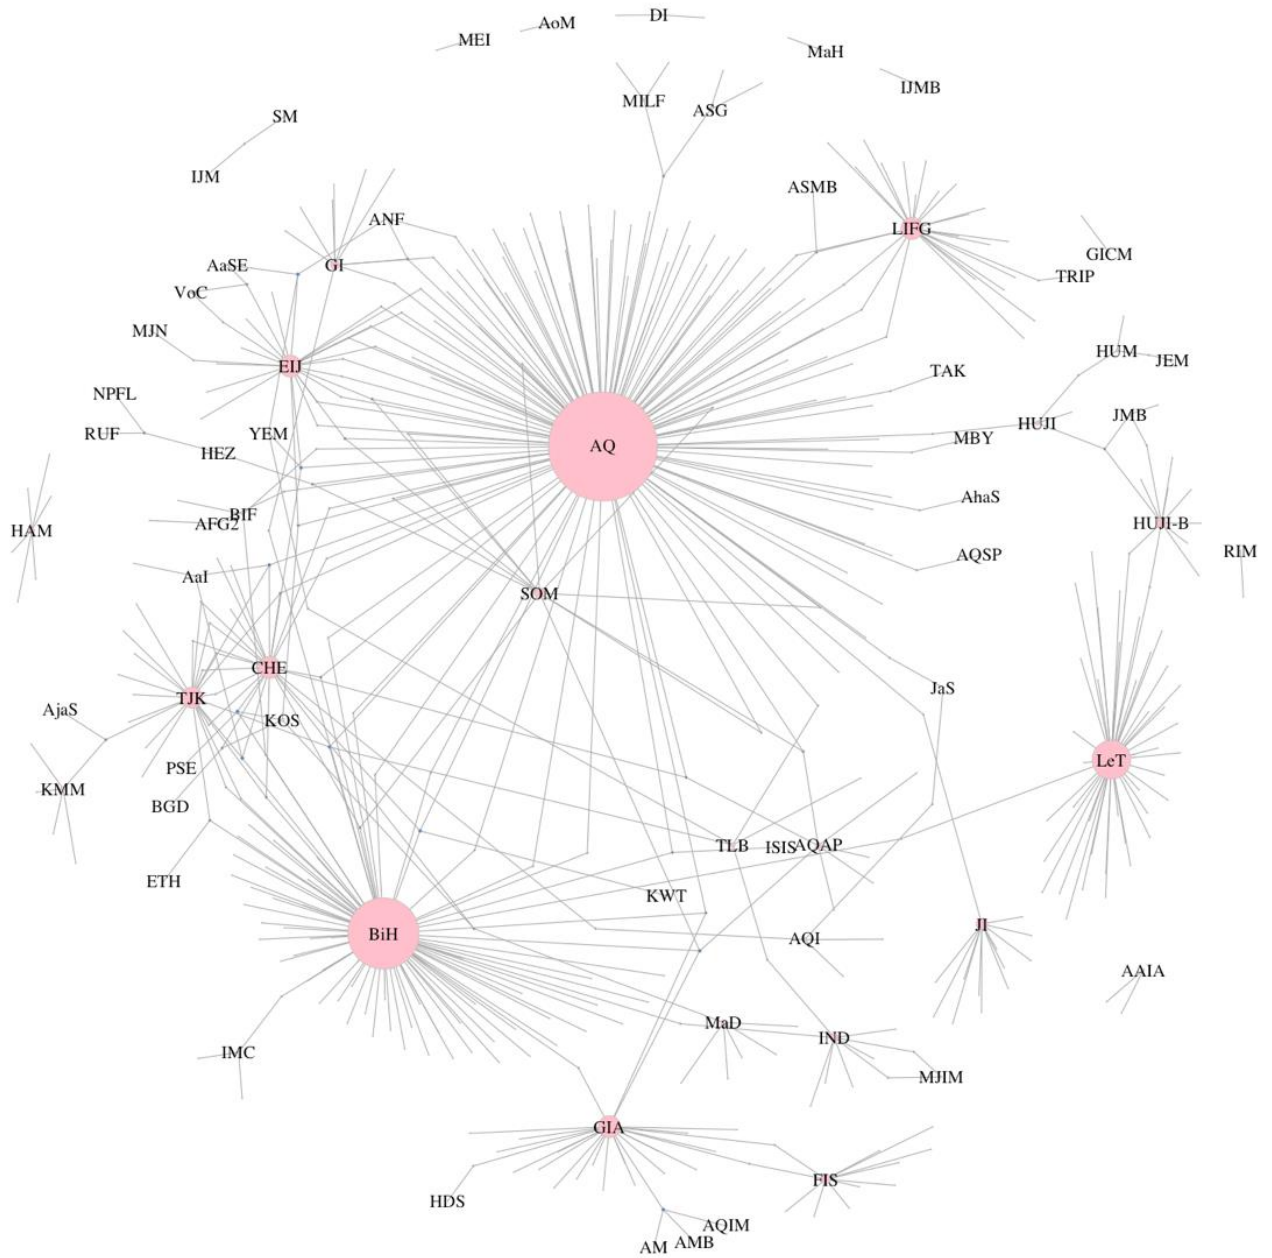 DI
AoM
MEI
MaH
IJMB
MILF
ASG
SM
IJM
ASMB
ANF
LIFG
GICM
AaSE
GI
TRIP
VoC
MJN
HUM
JEM
EIJ
TAK
NPFL
JMB
HUJI
RUF
YEM
MBY
AQ
HEZ
AhaS
BIF
AFG2
HUJI-B
HAM
RIM
AQSP
AaI
SOM
CHE
JaS
TJK
AjaS
KOS
LeT
PSE
KMM
BGD
TLB
ISIS
AQAP
ETH
KWT
JI
BiH
AQI
AAIA
MaD
IND
IMC
MJIM
GIA
FIS
HDS
AQIM
AMB
AM